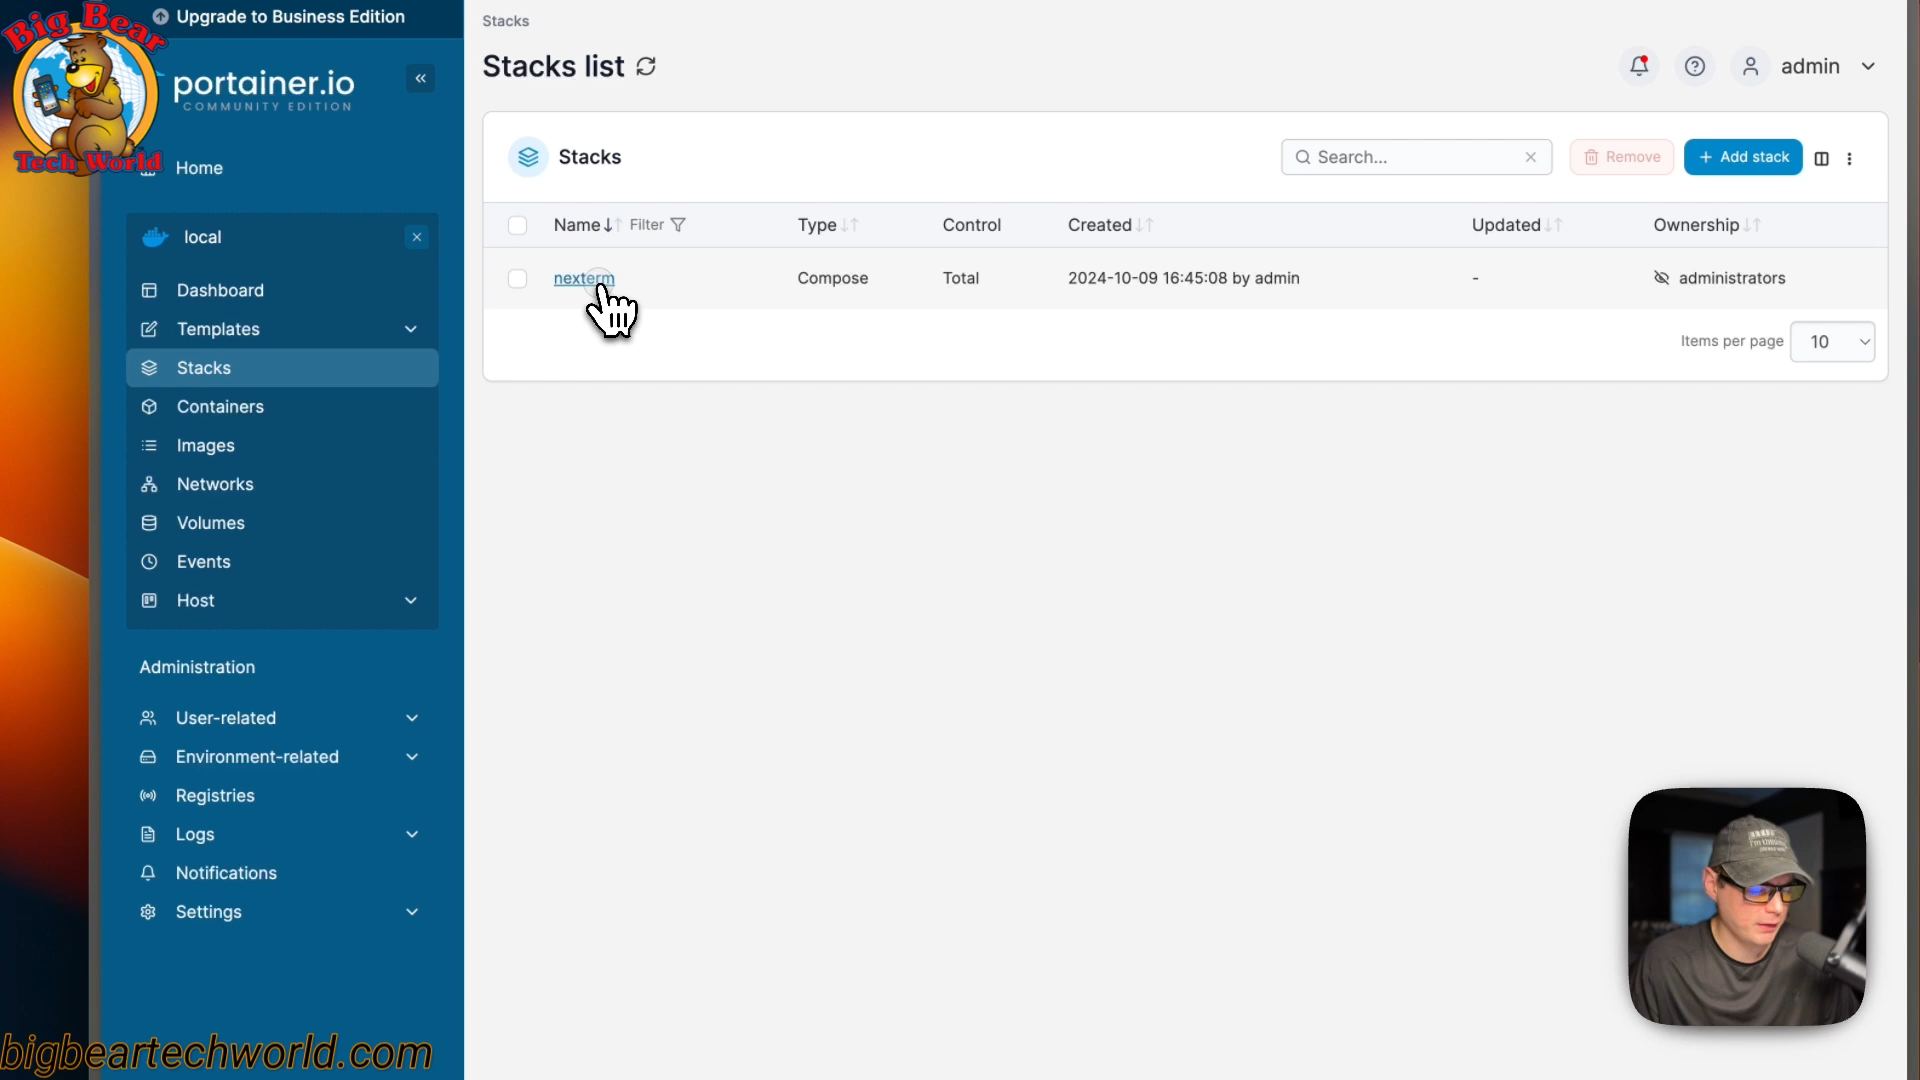 Upgrade to Business Edition
Big Bear
Tech World
portainer.io
COMMUNITY EDITION
Home
local
Dashboard
Templates
Stacks
Containers
Images
Networks
Volumes
Events
Host
Administration
User-related
Environment-related
Registries
Logs
Notifications
Settings
bigbeartechworld.com
Stacks
Stacks list
admin
Stacks
Search...
Remove
Add stack
Name Filter Type Control Created Updated Ownership
nexterm Compose Total 2024-10-09 16:45:08 by admin - administrators
Items per page 10